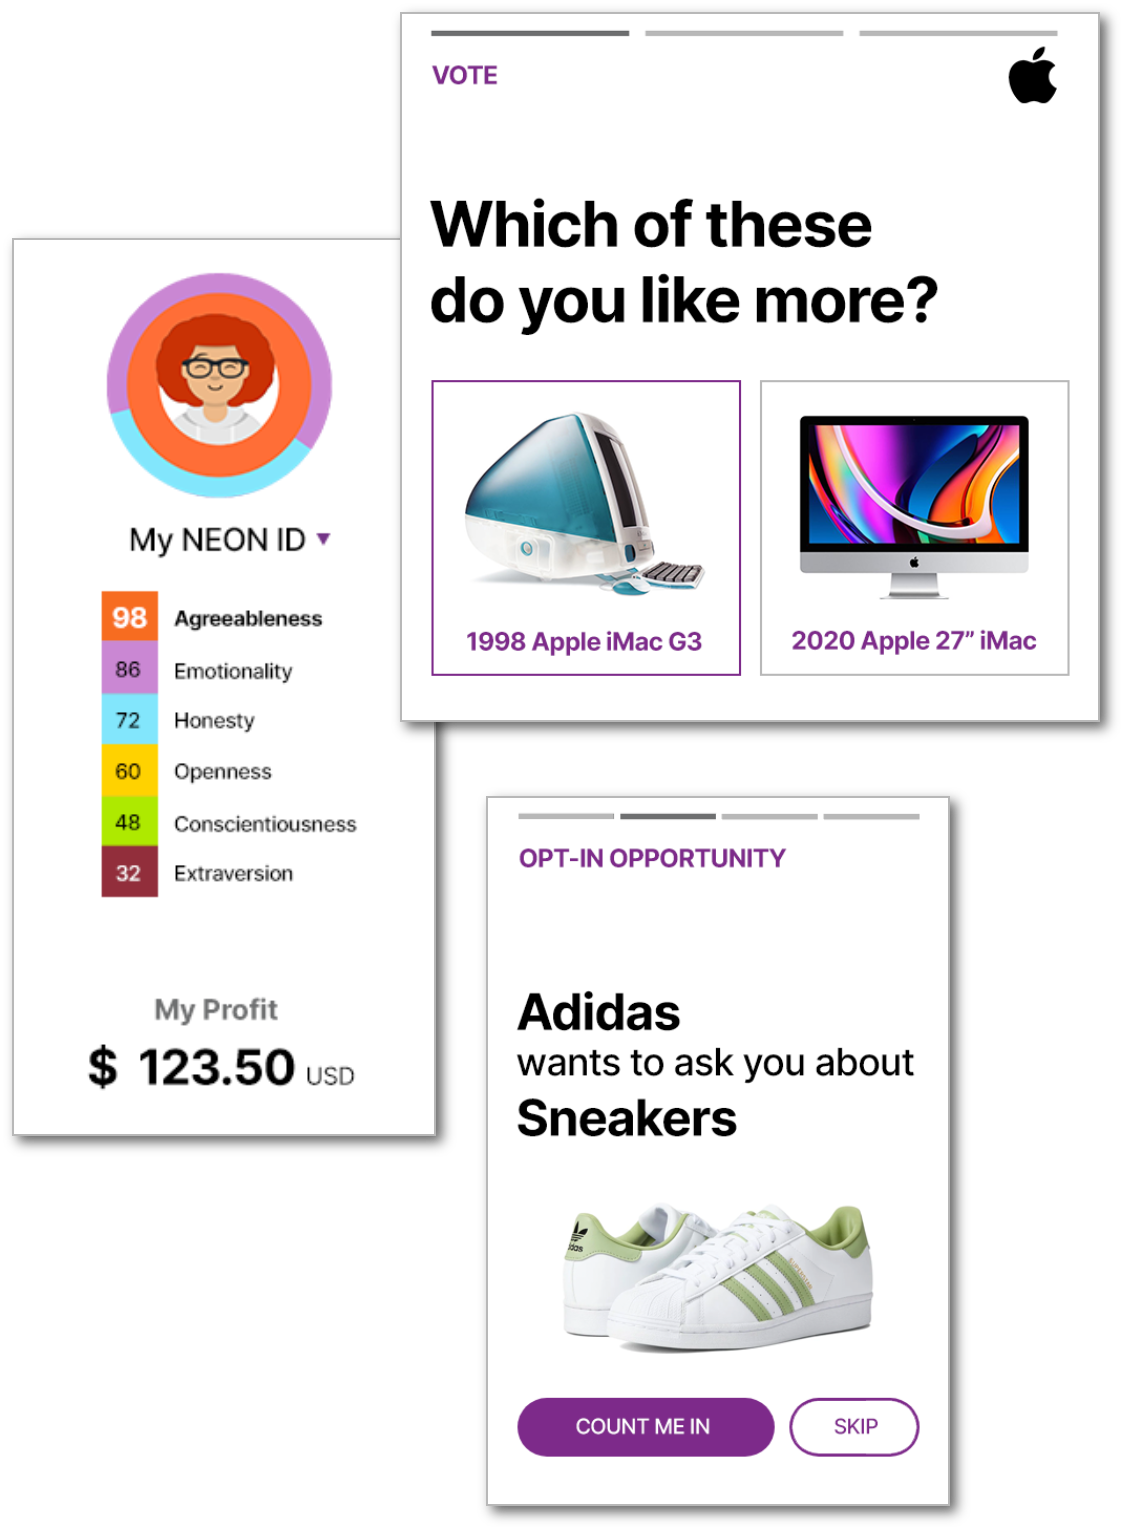 VOTE
Which of these
do you like more?
1998 Apple iMac G3
2020 Apple 27” iMac
My NEON ID
98 Agreeableness
86 Emotionality
72 Honesty
60 Openness
48 Conscientiousness
32 Extraversion
My Profit
$ 123.50 USD
OPT-IN OPPORTUNITY
Adidas
wants to ask you about
Sneakers
COUNT ME IN
SKIP